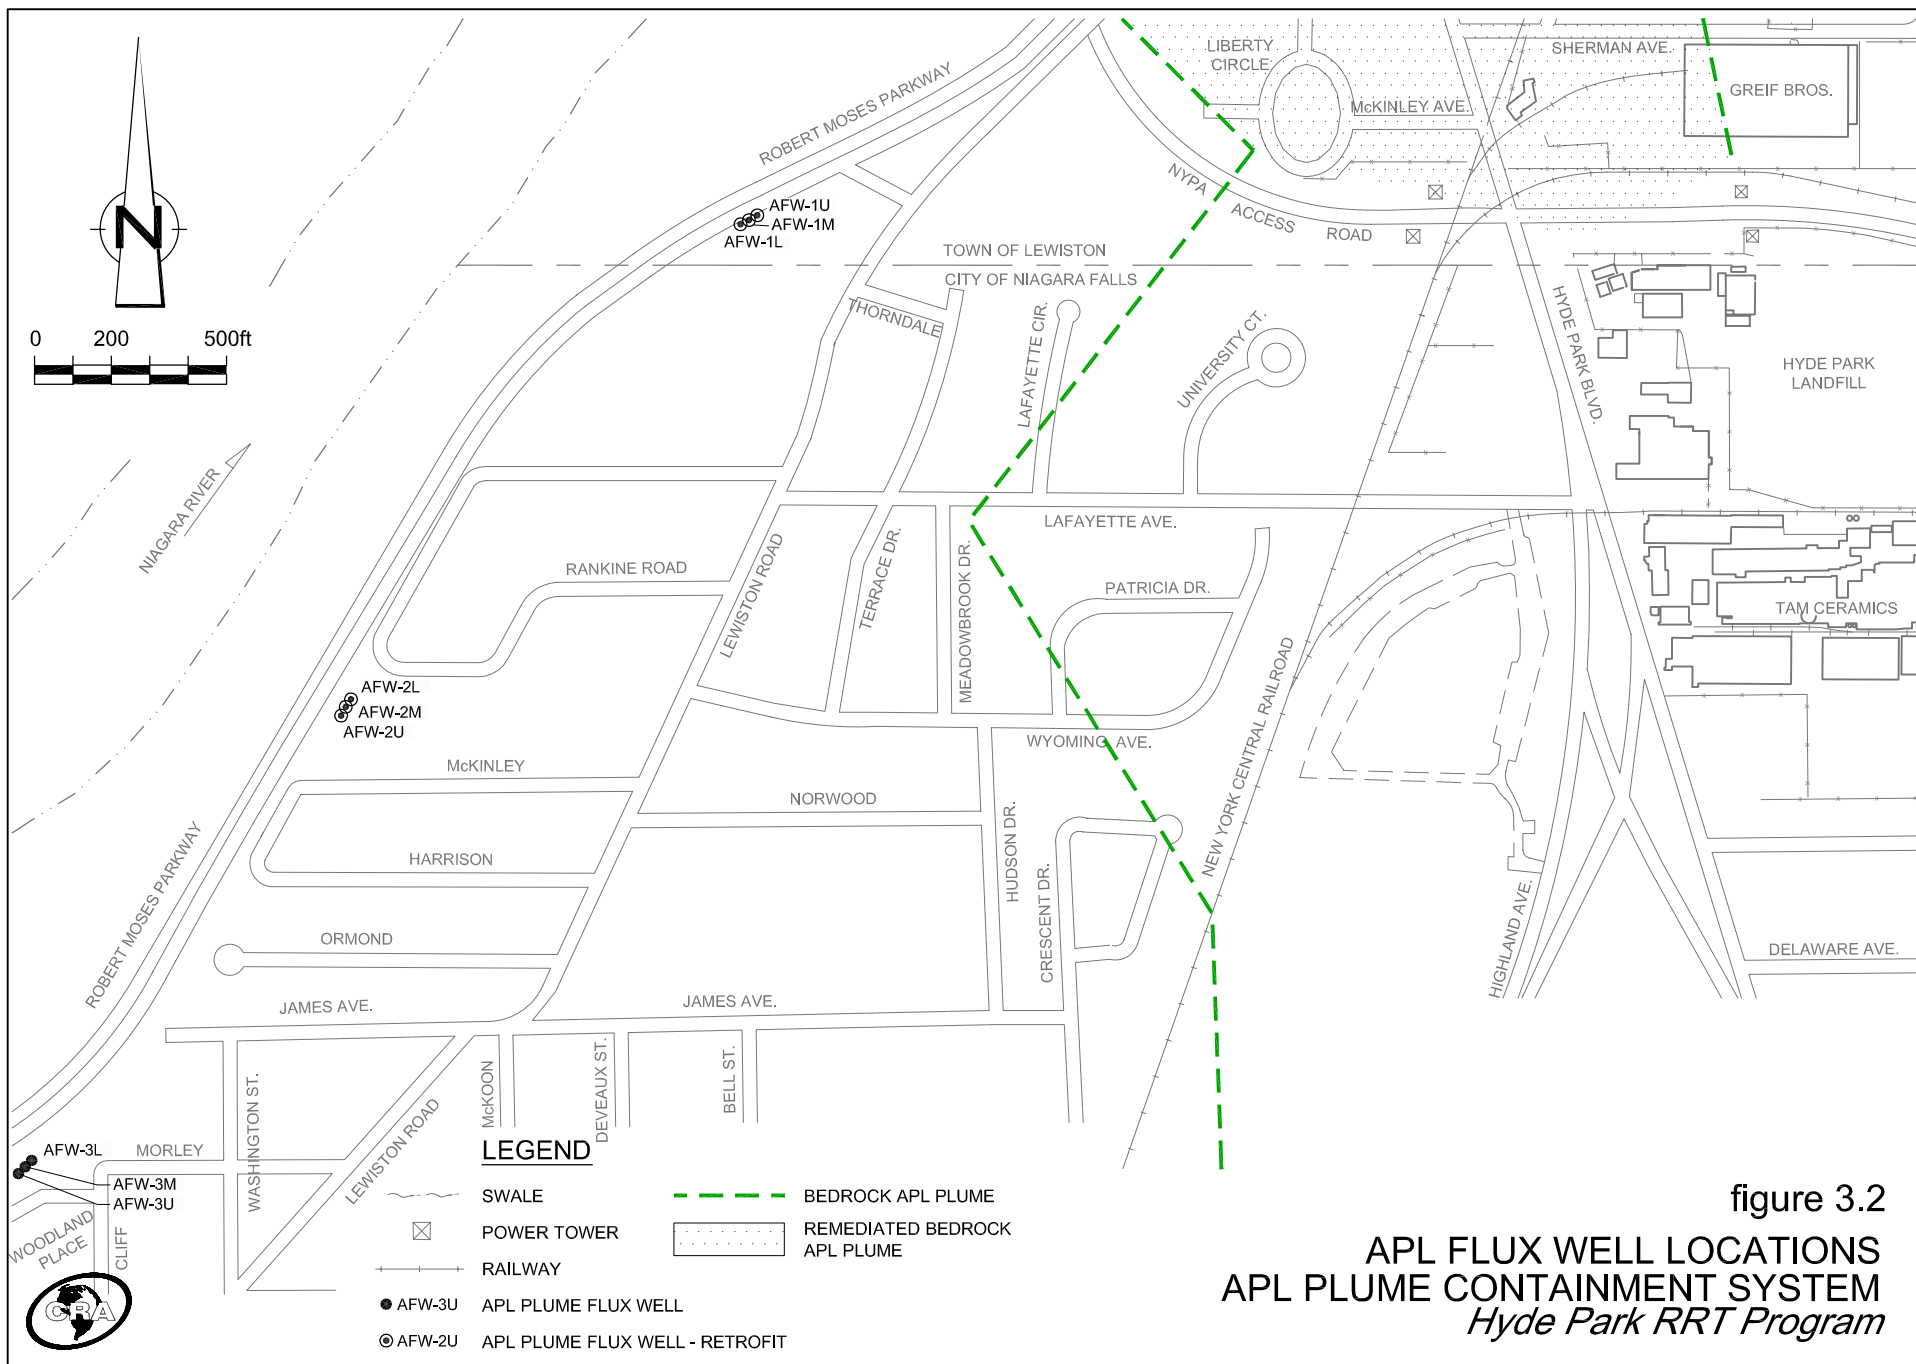 LIBERTY
CIRCLE
SHERMAN AVE.
GREIF BROS.
McKINLEY AVE.
ROBERT MOSES PARKWAY
NYPA
ACCESS
ROAD
AFW-1U
AFW-1M
AFW-1L
N
TOWN OF LEWISTON
CITY OF NIAGARA FALLS
THORNDALE
LAFAYETTE CIR.
UNIVERSITY CT.
HYDE PARK BLVD.
HYDE PARK
LANDFILL
0 200 500ft
NIAGARA RIVER
LAFAYETTE AVE.
RANKINE ROAD
LEWISTON ROAD
TERRACE DR.
MEADOWBROOK DR.
PATRICIA DR.
TAM CERAMICS
AFW-2L
AFW-2M
AFW-2U
WYOMING AVE.
NEW YORK CENTRAL RAILROAD
McKINLEY
NORWOOD
HARRISON
HUDSON DR.
CRESCENT DR.
ROBERT MOSES PARKWAY
ORMOND
HIGHLAND AVE.
DELAWARE AVE.
JAMES AVE.
JAMES AVE.
WASHINGTON ST.
LEWISTON ROAD
McKOON
DEVEAUX ST.
BELL ST.
AFW-3L
MORLEY
AFW-3M
AFW-3U
WOODLAND
PLACE
CLIFF
CRA
LEGEND
SWALE
POWER TOWER
RAILWAY
AFW-3U APL PLUME FLUX WELL
AFW-2U APL PLUME FLUX WELL - RETROFIT
BEDROCK APL PLUME
REMEDIATED BEDROCK
APL PLUME
figure 3.2
APL FLUX WELL LOCATIONS
APL PLUME CONTAINMENT SYSTEM
Hyde Park RRT Program